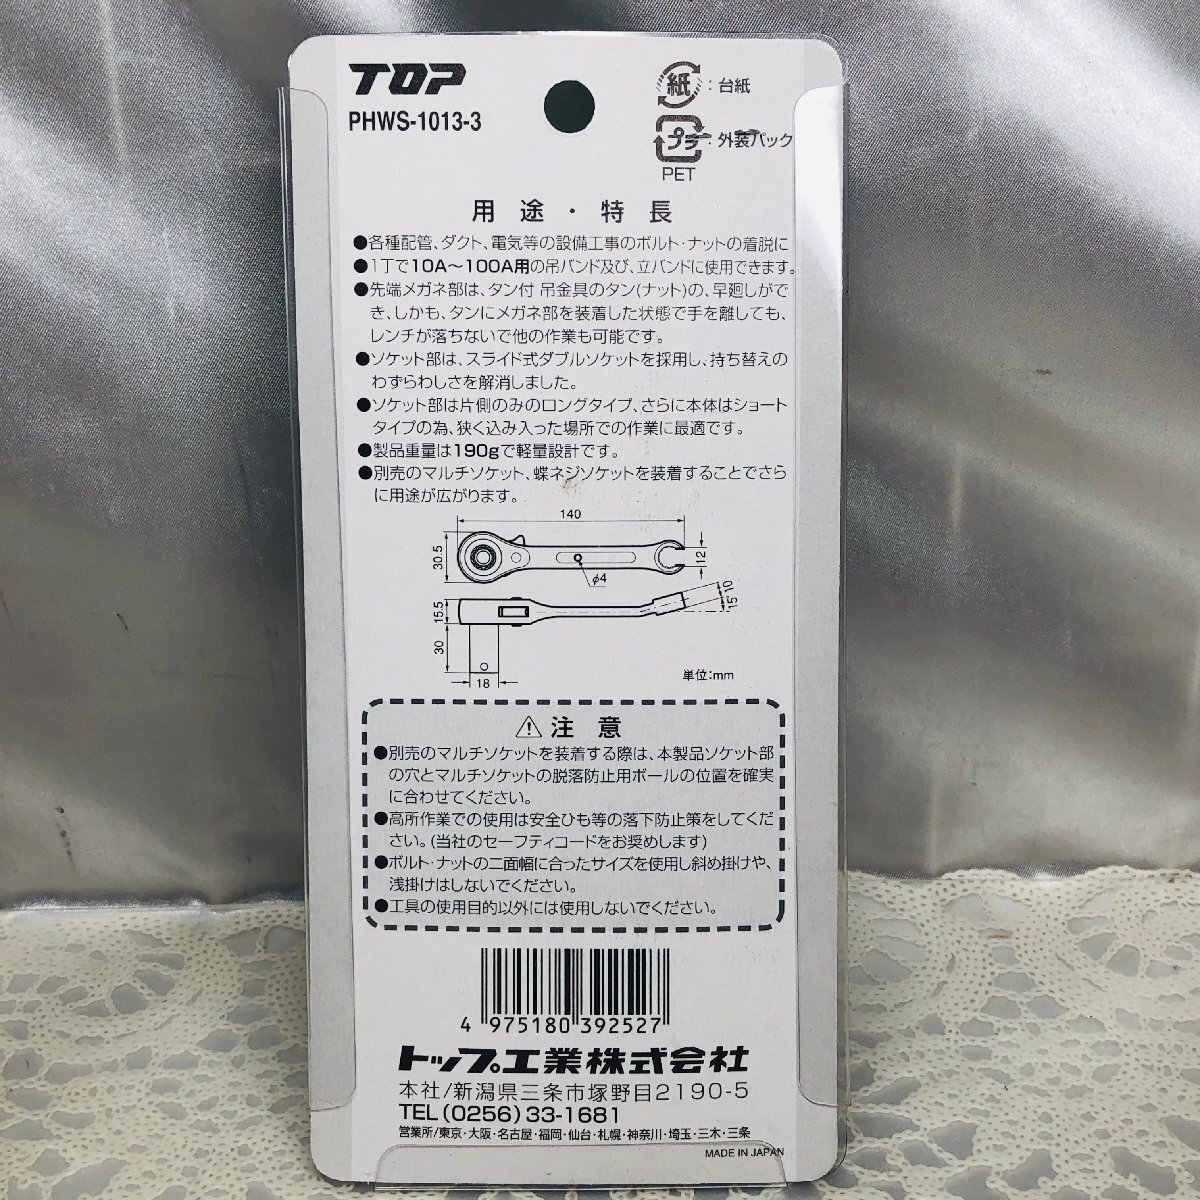 TOP
PHWS-1013-3
紙 : 台紙
プラ : 外装パック
PET
用途・特長
●各種配管、ダクト、電気等の設備工事のボルト・ナットの着脱に
●1丁で10A～100A用の吊バンド及び、立バンドに使用できます。
●先端メガネ部は、タン付 吊金具のタン(ナット)の、早廻しがで
き、しかも、タンにメガネ部を装着した状態で手を離しても、
レンチが落ちないで他の作業も可能です。
●ソケット部は、スライド式ダブルソケットを採用し、持ち替えの
わずらわしさを解消しました。
●ソケット部は片側のみのロングタイプ、さらに本体はショート
タイプの為、狭く込み入った場所での作業に最適です。
●製品重量は190gで軽量設計です。
●別売のマルチソケット、蝶ネジソケットを装着することでさら
に用途が広がります。
140
30.5
φ4
12
15.5
10
15°
30
18
単位:mm
⚠注意
●別売のマルチソケットを装着する際は、本製品ソケット部
の穴とマルチソケットの脱落防止用ボールの位置を確実
に合わせてください。
●高所作業での使用は安全ひも等の落下防止策をしてくだ
さい。(当社のセーフティコードをお奨めします)
●ボルト・ナットの二面幅に合ったサイズを使用し斜め掛けや、
浅掛けはしないでください。
●工具の使用目的以外には使用しないでください。
4 975180 392527
トップ工業株式会社
本社/新潟県三条市塚野目2190-5
TEL(0256)33-1681
営業所/東京・大阪・名古屋・福岡・仙台・札幌・神奈川・埼玉・三木・三条
MADE IN JAPAN